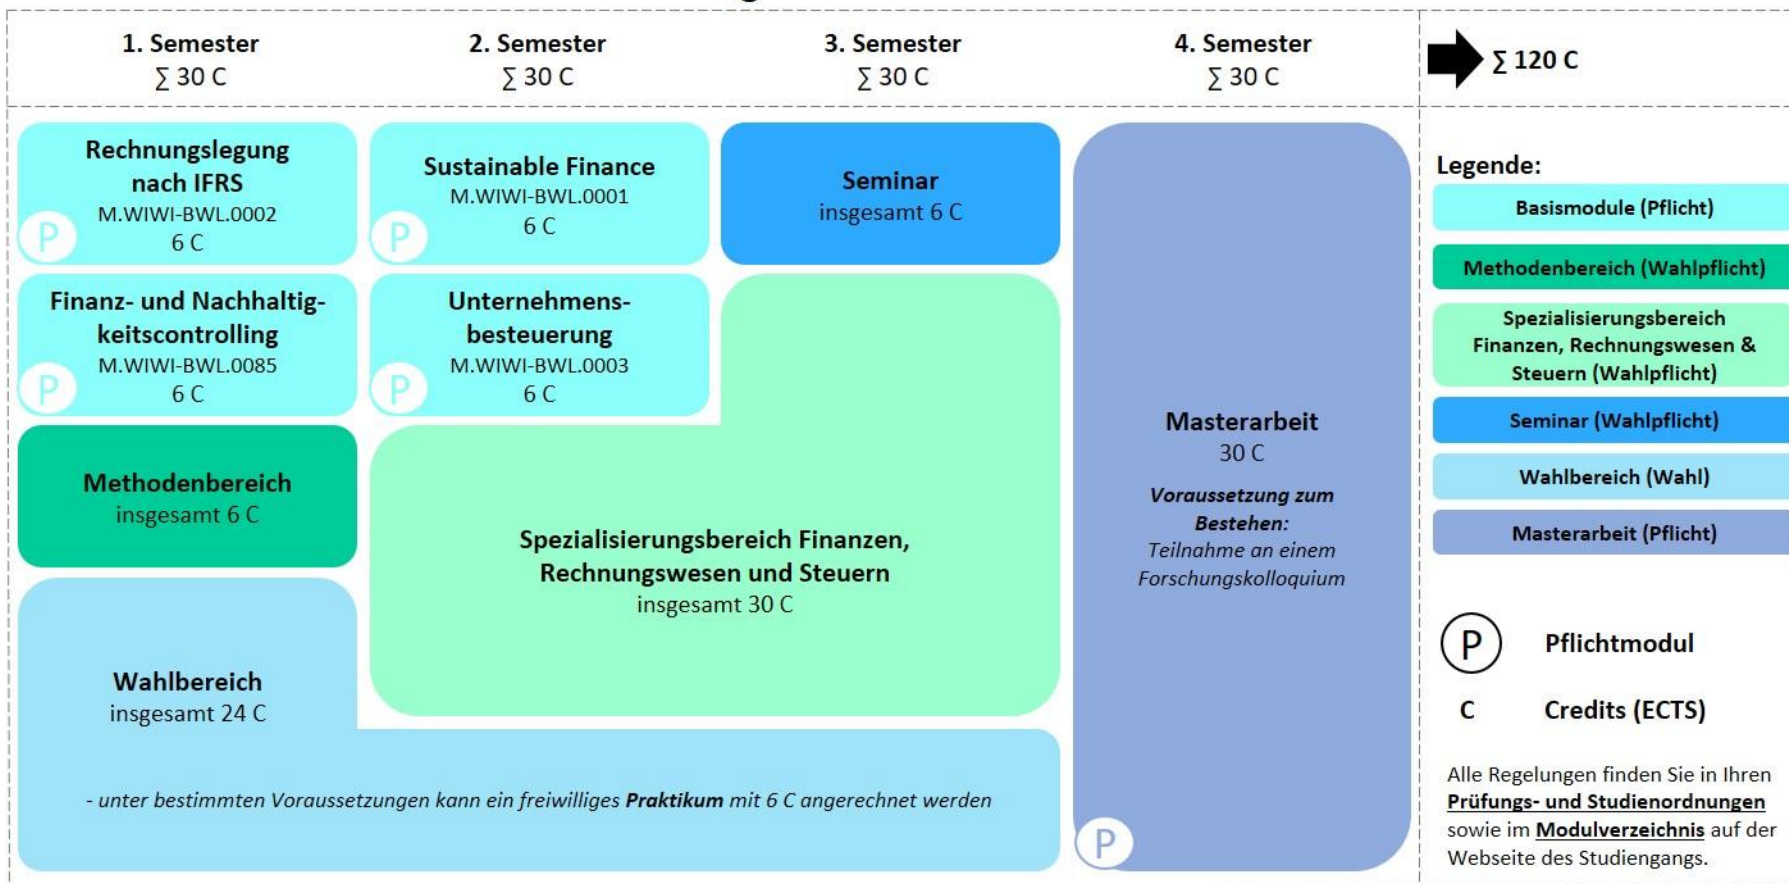 1. Semester
∑ 30 C
2. Semester
∑ 30 C
3. Semester
∑ 30 C
4. Semester
∑ 30 C
∑ 120 C
Rechnungslegung
nach IFRS
M.WIWI-BWL.0002
6 C
P
Sustainable Finance
M.WIWI-BWL.0001
6 C
P
Seminar
insgesamt 6 C
Finanz- und Nachhaltig-
keitscontrolling
M.WIWI-BWL.0085
6 C
P
Unternehmens-
besteuerung
M.WIWI-BWL.0003
6 C
P
Methodenbereich
insgesamt 6 C
Spezialisierungsbereich Finanzen,
Rechnungswesen und Steuern
insgesamt 30 C
Wahlbereich
insgesamt 24 C
- unter bestimmten Voraussetzungen kann ein freiwilliges Praktikum mit 6 C angerechnet werden
Masterarbeit
30 C
Voraussetzung zum
Bestehen:
Teilnahme an einem
Forschungskolloquium
P
Legende:
Basismodule (Pflicht)
Methodenbereich (Wahlpflicht)
Spezialisierungsbereich
Finanzen, Rechnungswesen &
Steuern (Wahlpflicht)
Seminar (Wahlpflicht)
Wahlbereich (Wahl)
Masterarbeit (Pflicht)
P Pflichtmodul
C Credits (ECTS)
Alle Regelungen finden Sie in Ihren
Prüfungs- und Studienordnungen
sowie im Modulverzeichnis auf der
Webseite des Studiengangs.